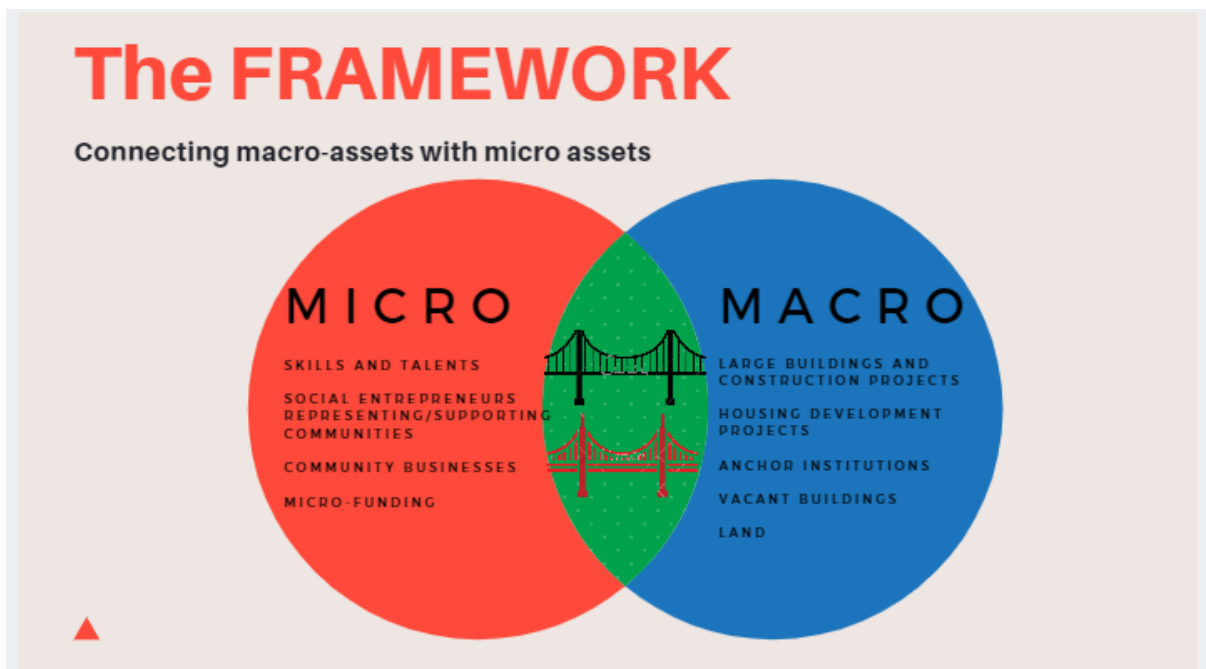 The FRAMEWORK
Connecting macro-assets with micro assets
MICRO
SKILLS AND TALENTS
SOCIAL ENTREPRENEURS
REPRESENTING/SUPPORTING
COMMUNITIES
COMMUNITY BUSINESSES
MICRO-FUNDING
MACRO
LARGE BUILDINGS AND
CONSTRUCTION PROJECTS
HOUSING DEVELOPMENT
PROJECTS
ANCHOR INSTITUTIONS
VACANT BUILDINGS
LAND